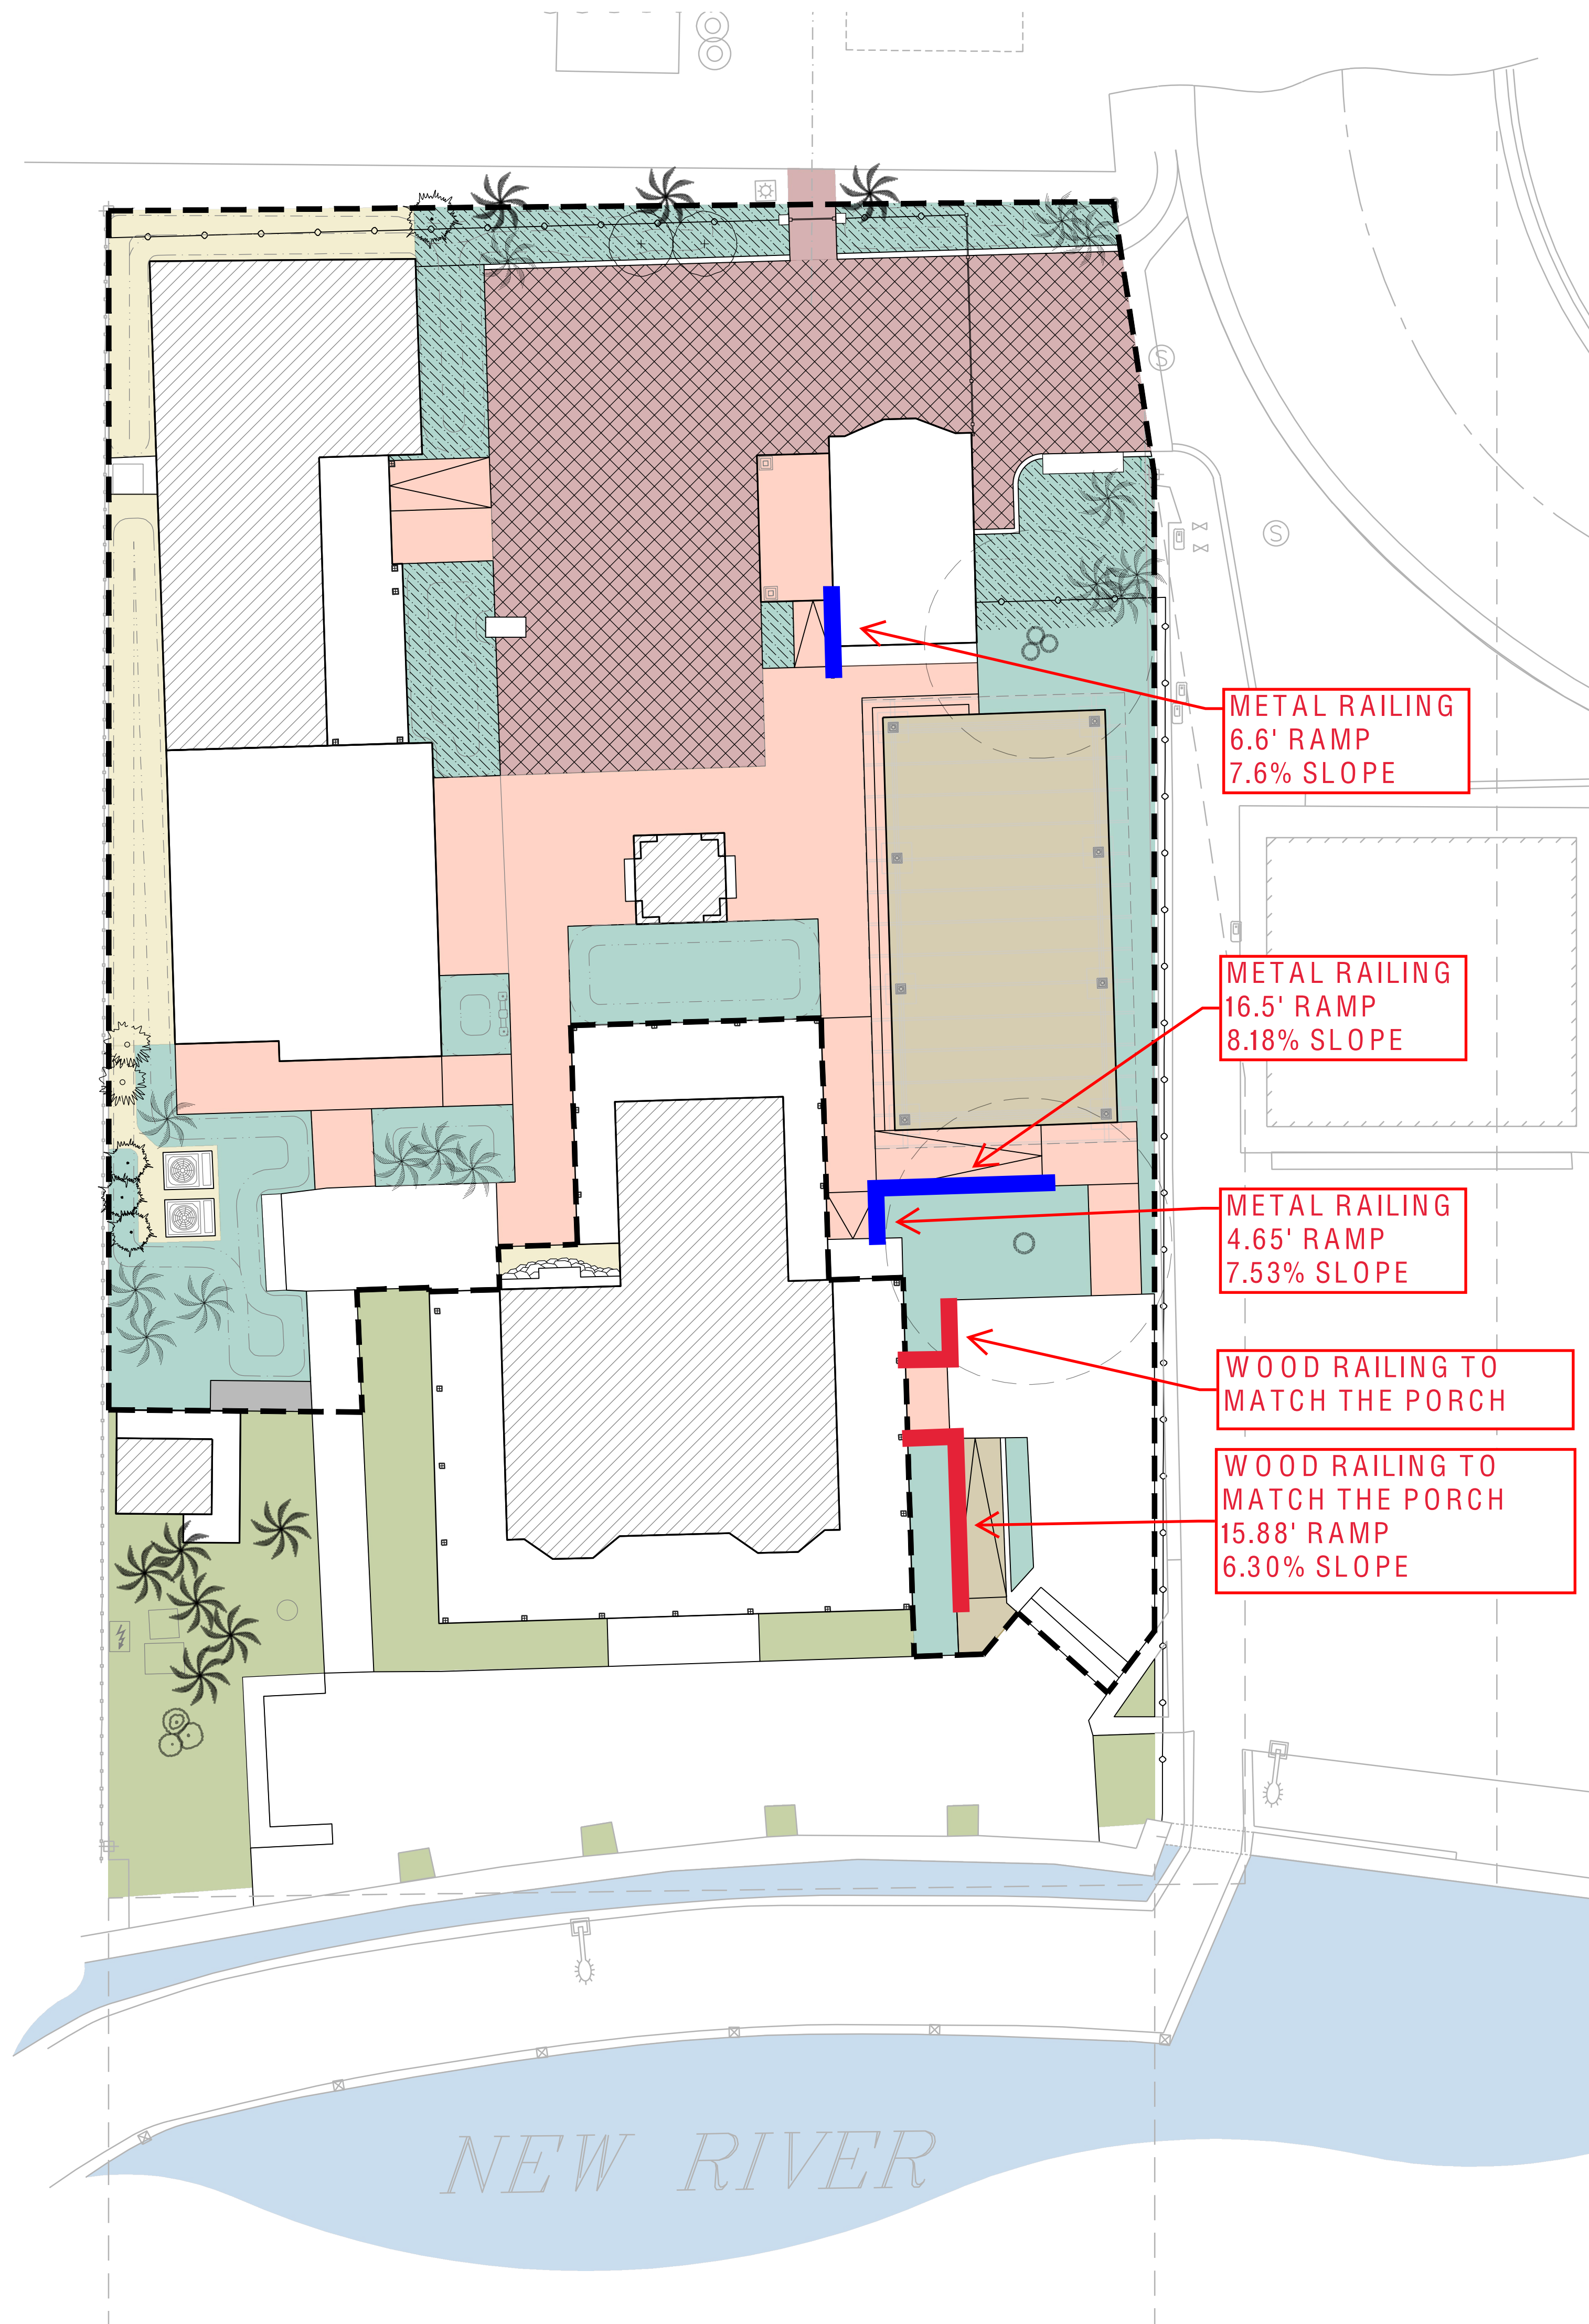 S
S
METAL RAILING
6.6' RAMP
7.6% SLOPE
METAL RAILING
16.5' RAMP
8.18% SLOPE
METAL RAILING
4.65' RAMP
7.53% SLOPE
WOOD RAILING TO
MATCH THE PORCH
WOOD RAILING TO
MATCH THE PORCH
15.88' RAMP
6.30% SLOPE
NEW RIVER